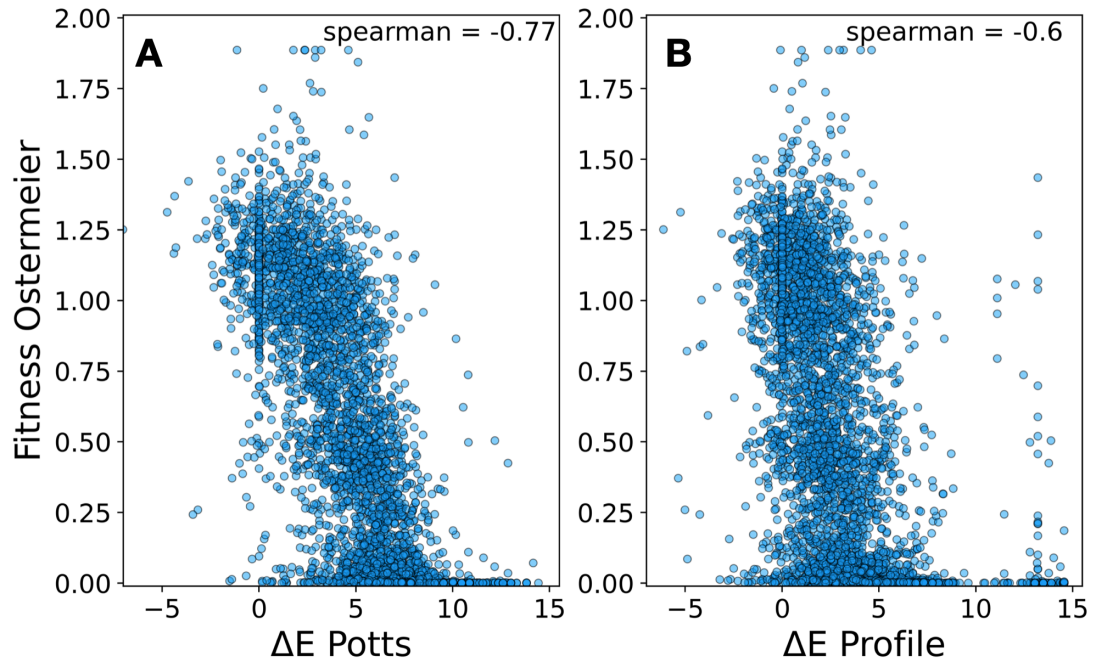 A
spearman = -0.77
Fitness Ostermeier
2.00
1.75
1.50
1.25
1.00
0.75
0.50
0.25
0.00
−5 0 5 10 15
ΔE Potts
B
spearman = -0.6
2.00
1.75
1.50
1.25
1.00
0.75
0.50
0.25
0.00
−5 0 5 10 15
ΔE Profile